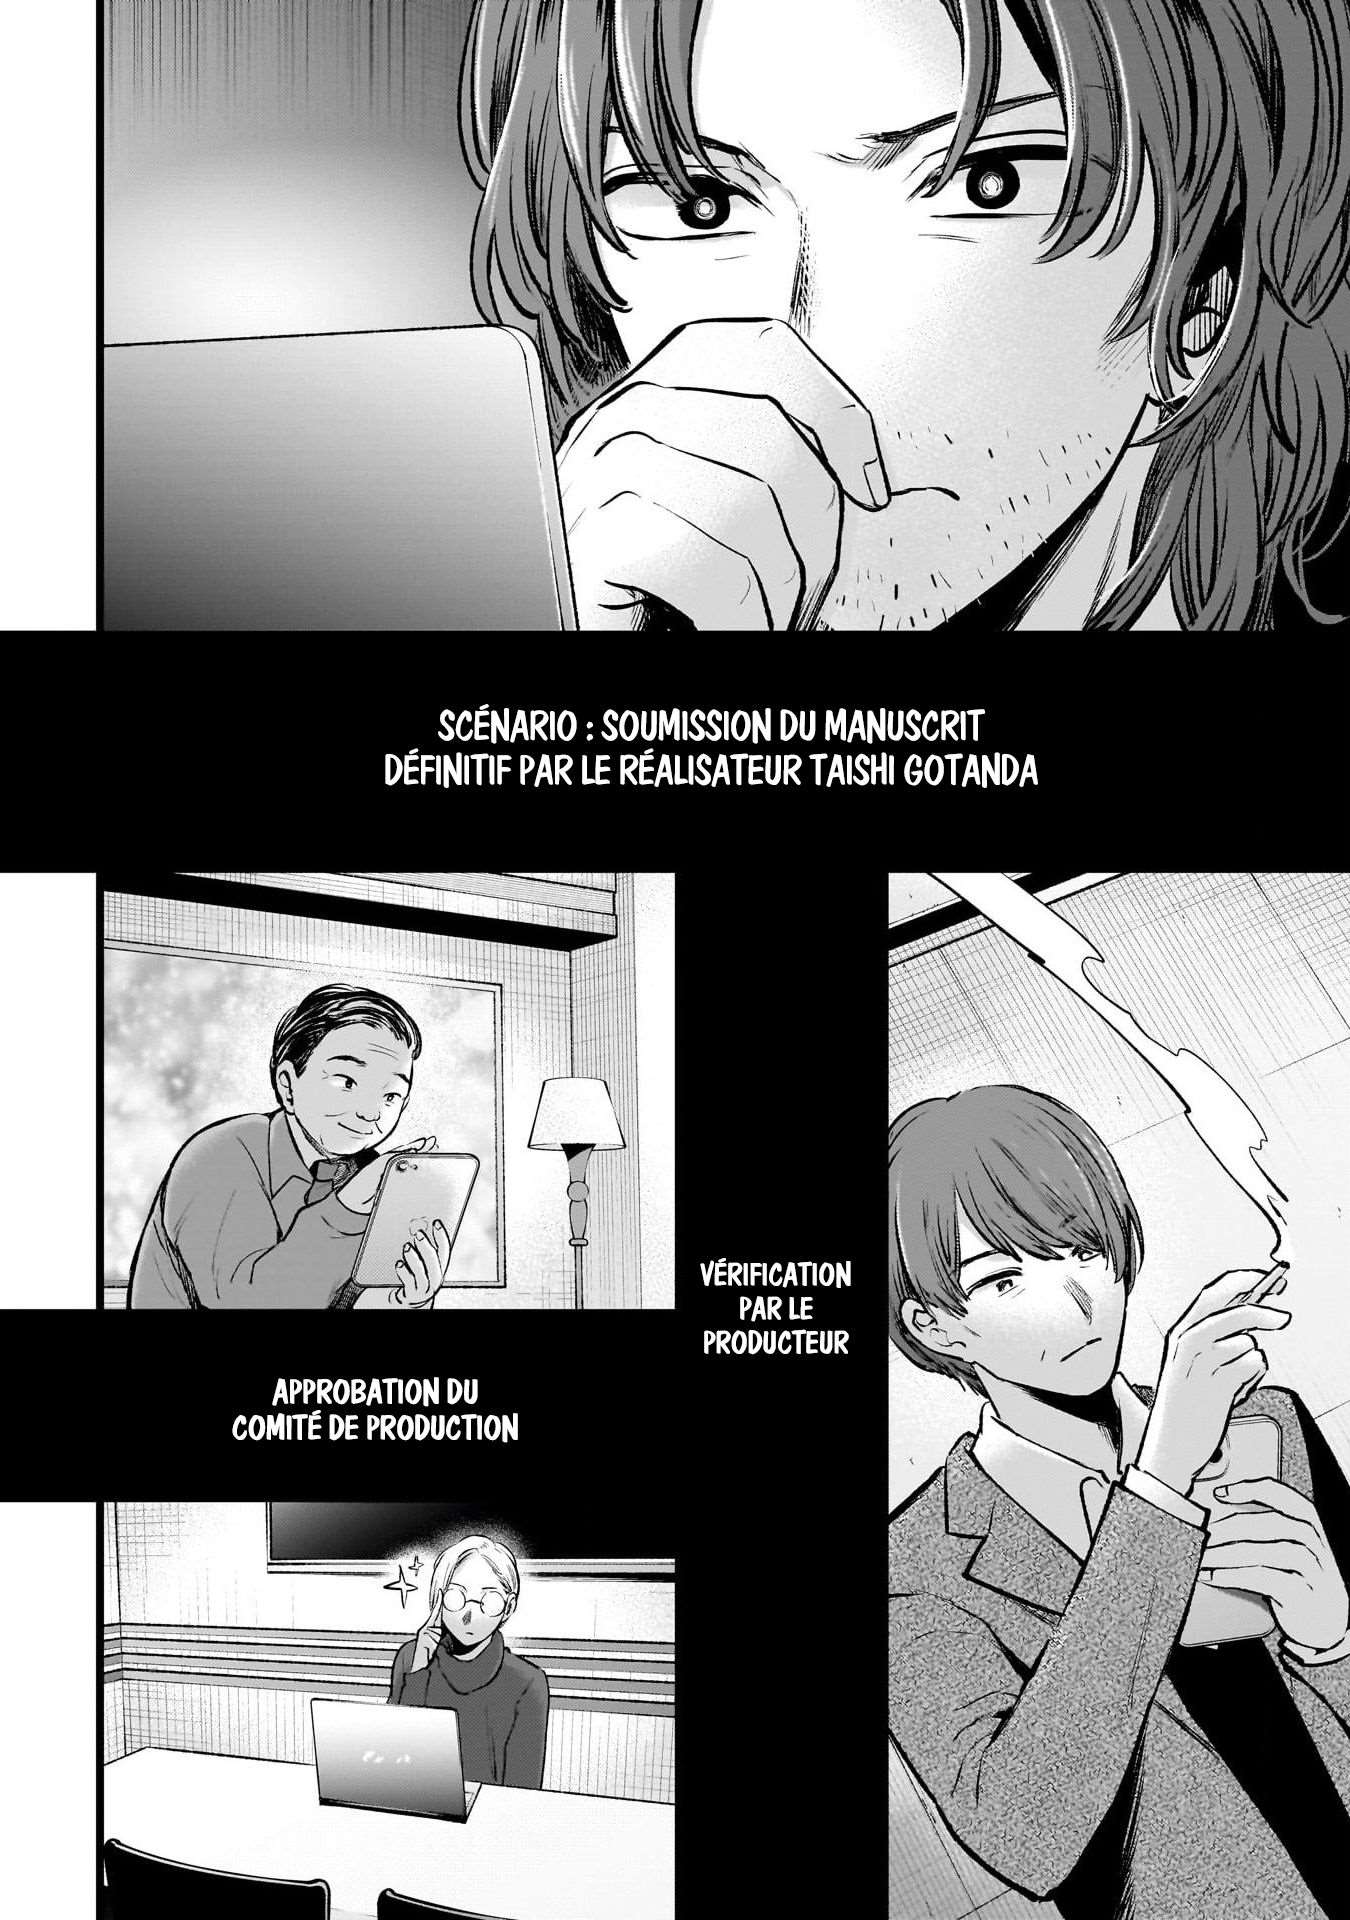 SCÉNARIO : SOUMISSION DU MANUSCRIT
DÉFINITIF PAR LE RÉALISATEUR TAISHI GOTANDA
VÉRIFICATION
PAR LE
PRODUCTEUR
APPROBATION DU
COMITÉ DE PRODUCTION